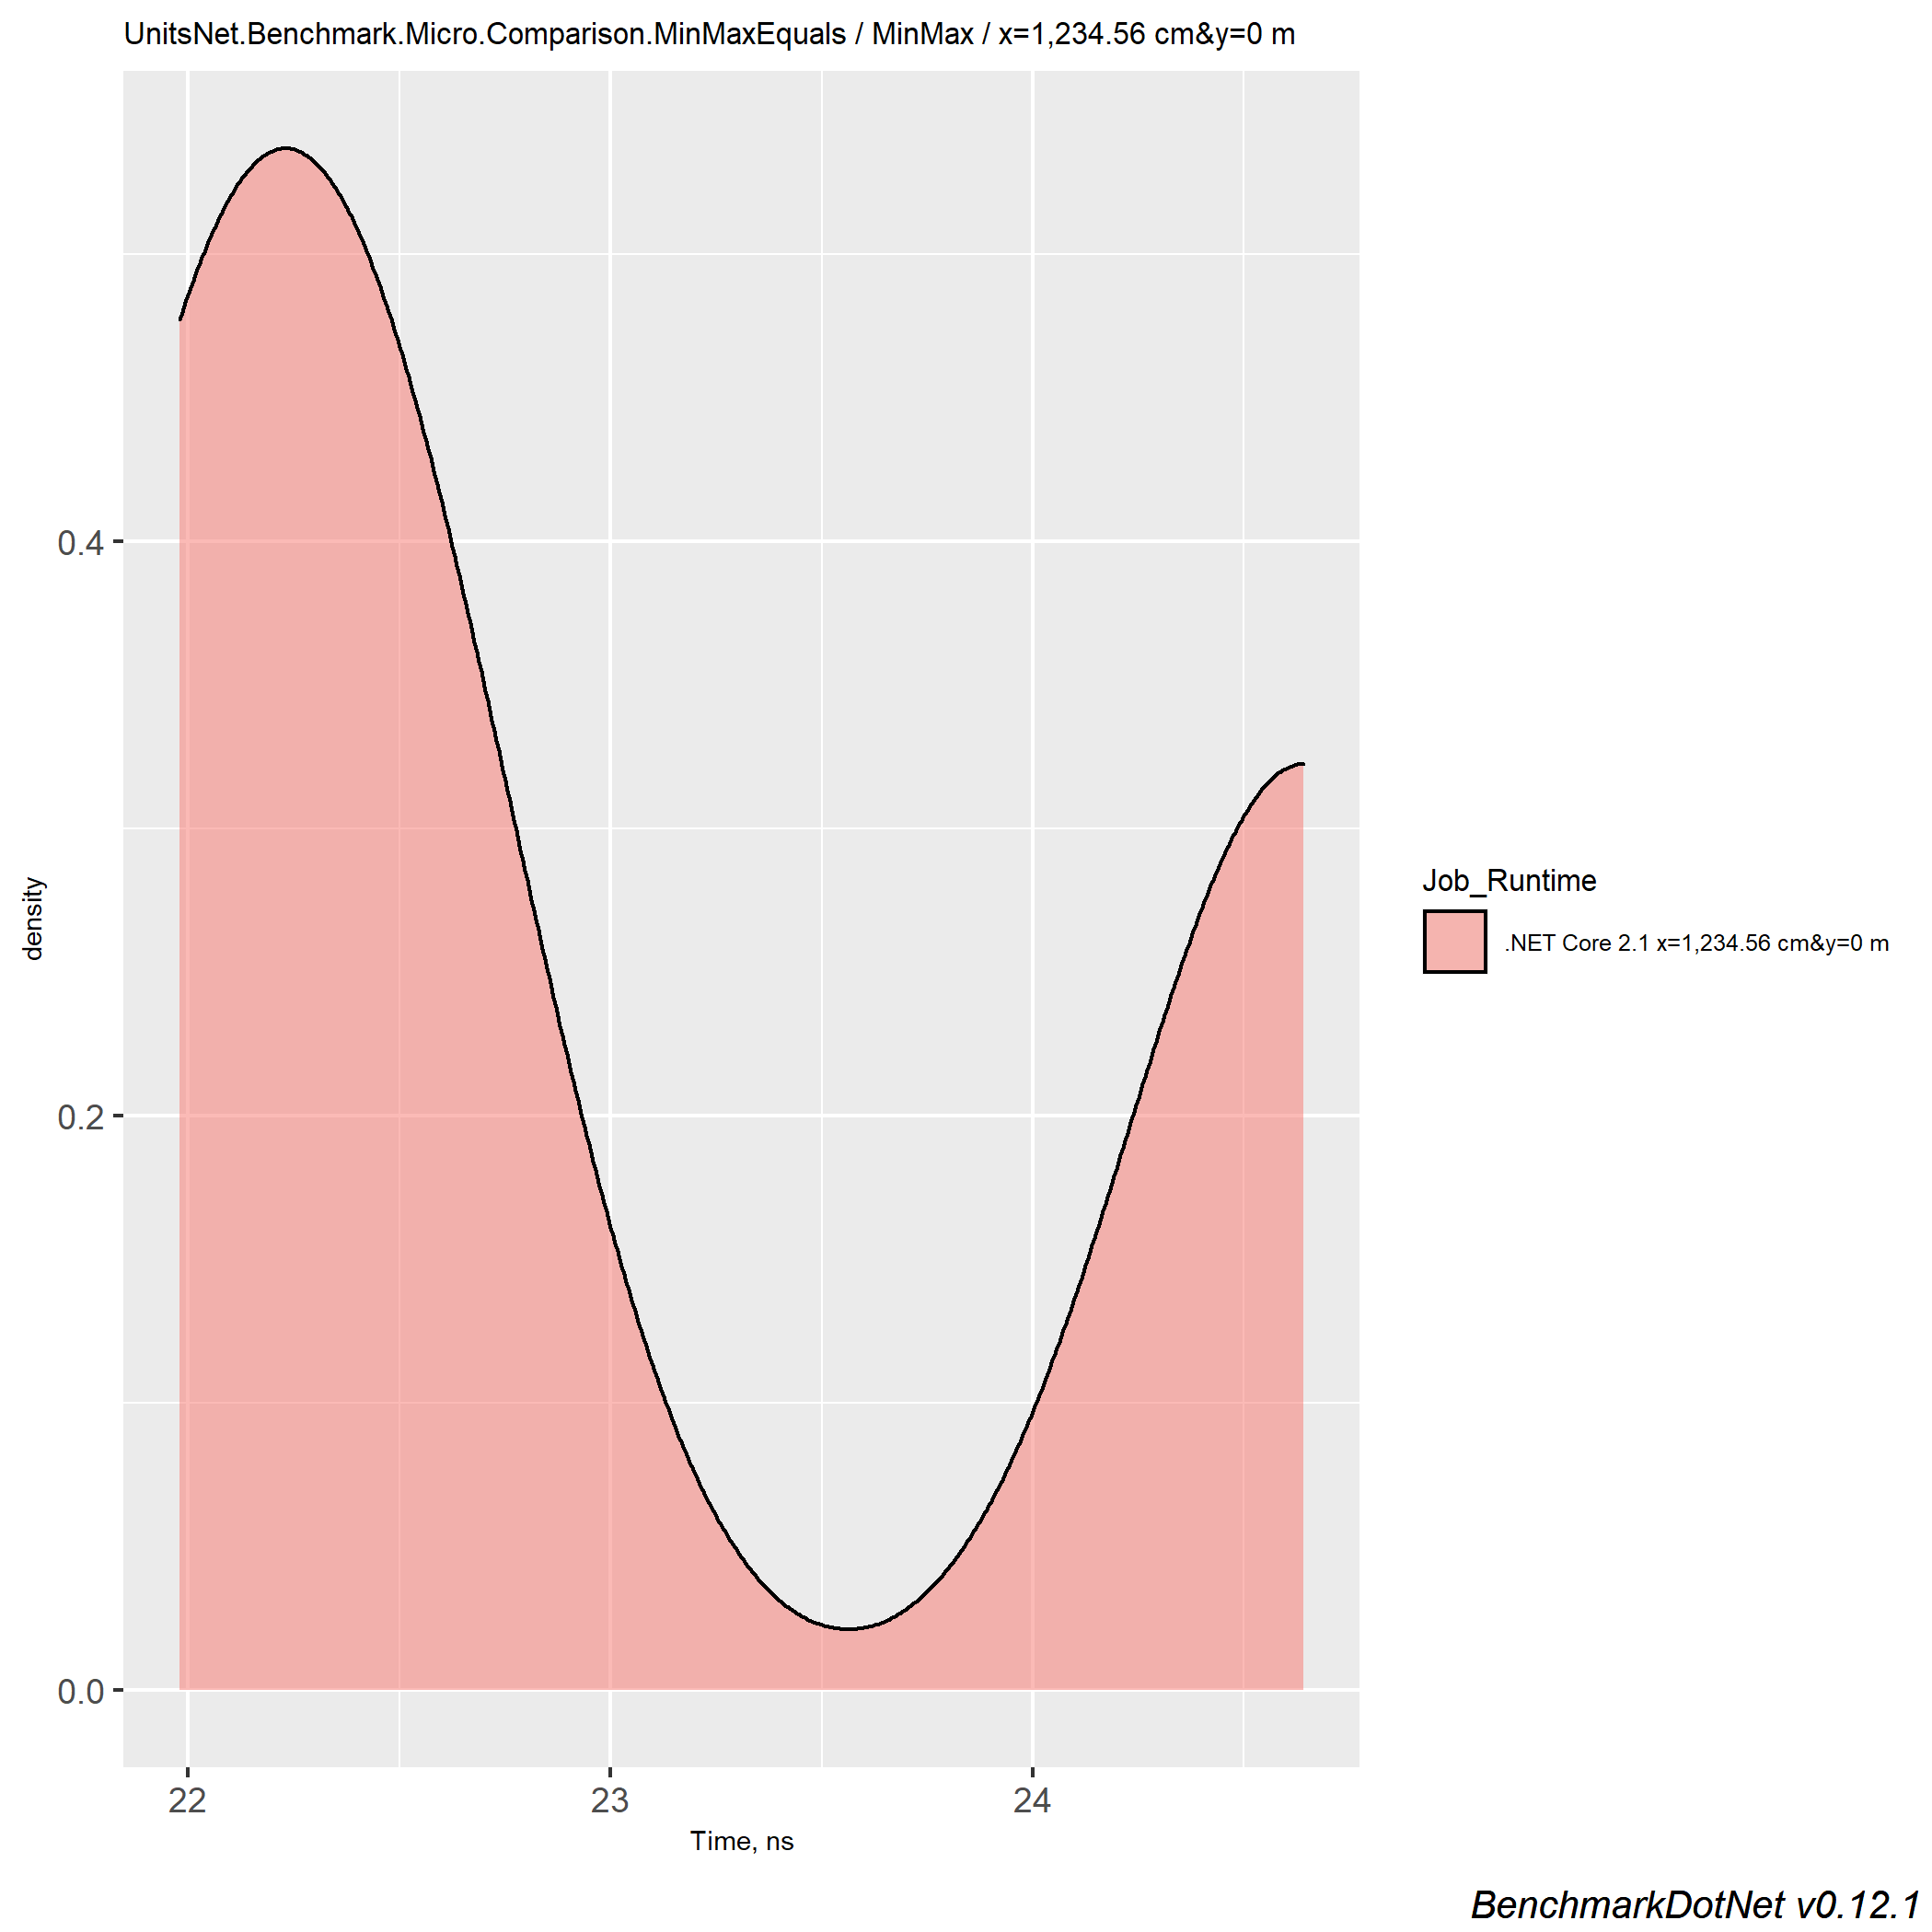 UnitsNet.Benchmark.Micro.Comparison.MinMaxEquals / MinMax / x=1,234.56 cm&y=0 m
0.4
0.2
0.0
density
22 23 24
Time, ns
Job_Runtime
.NET Core 2.1 x=1,234.56 cm&y=0 m
BenchmarkDotNet v0.12.1